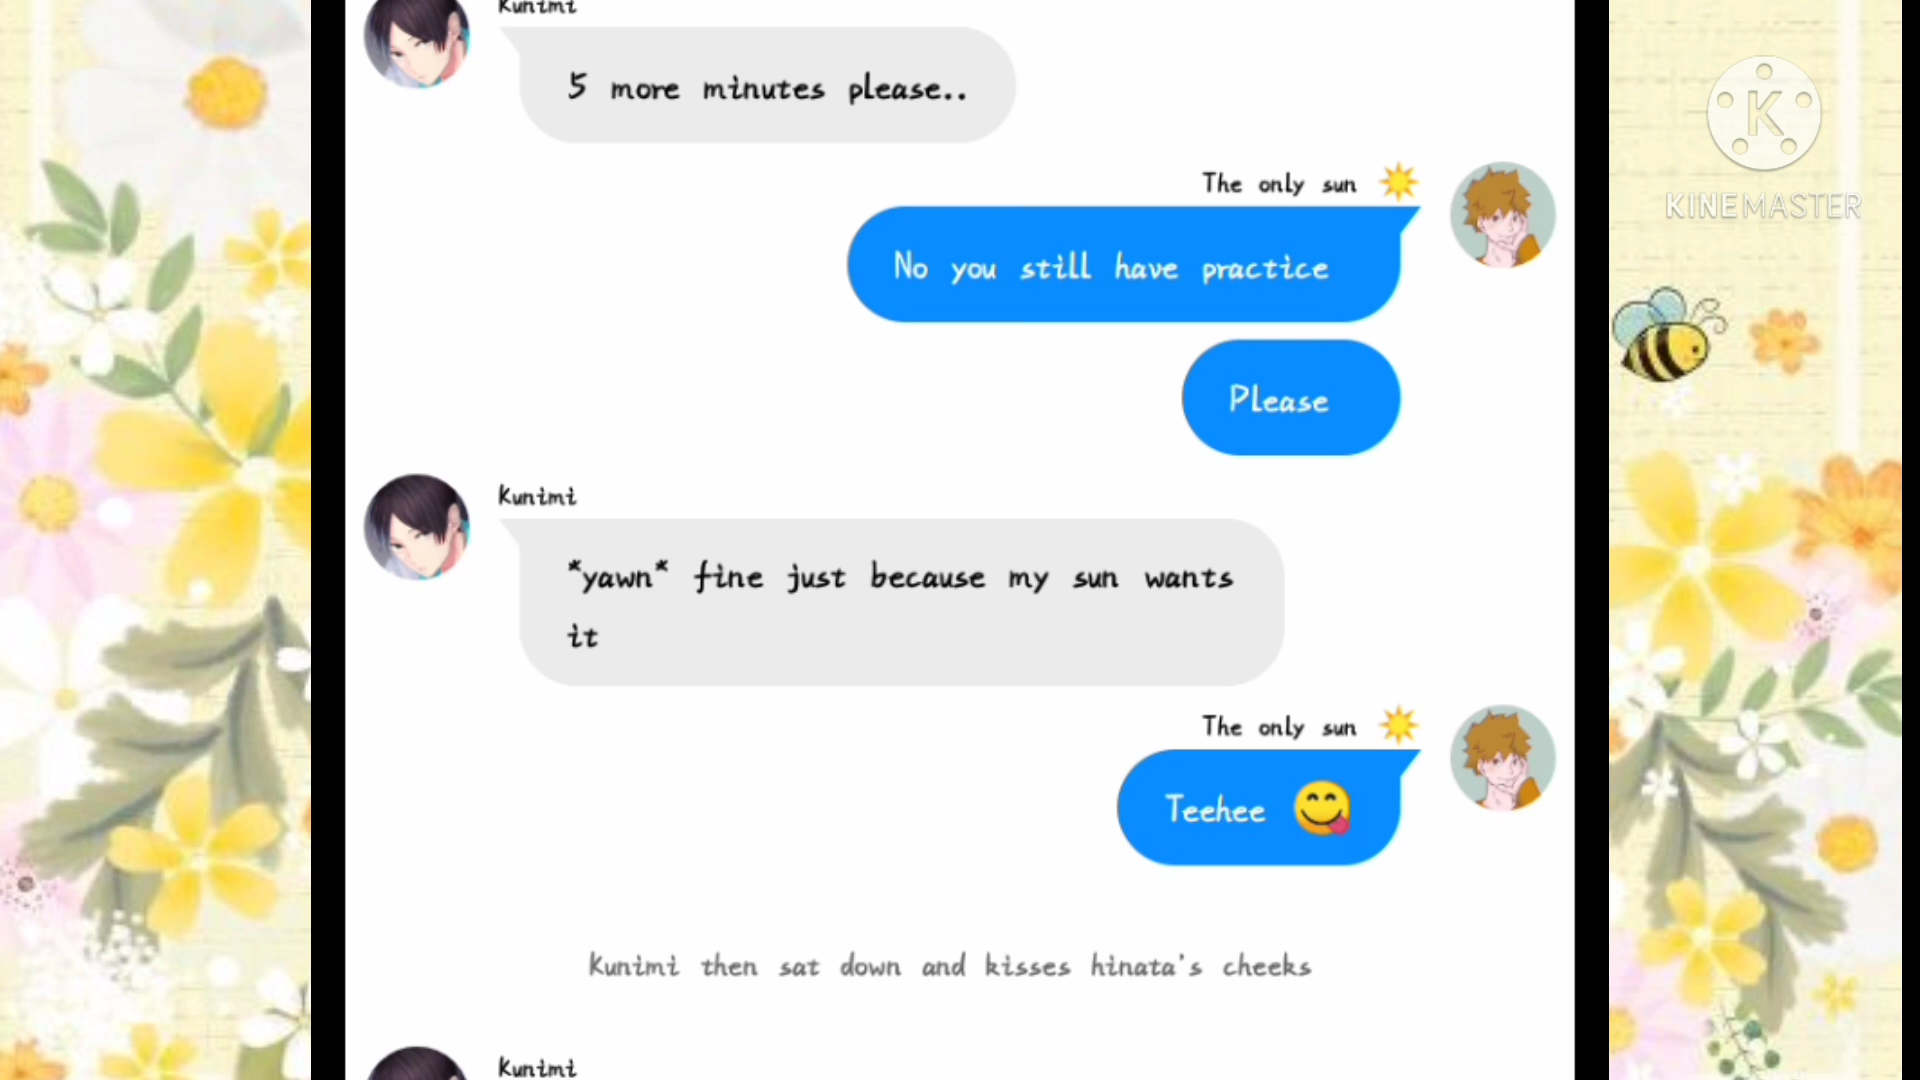 Kunimi
5 more minutes please..
The only sun ☀️
No you still have practice
Please
Kunimi
*yawn* fine just because my sun wants
it
The only sun ☀️
Teehee 😋
Kunimi then sat down and kisses hinata's cheeks
Kunimi
K
KINEMASTER